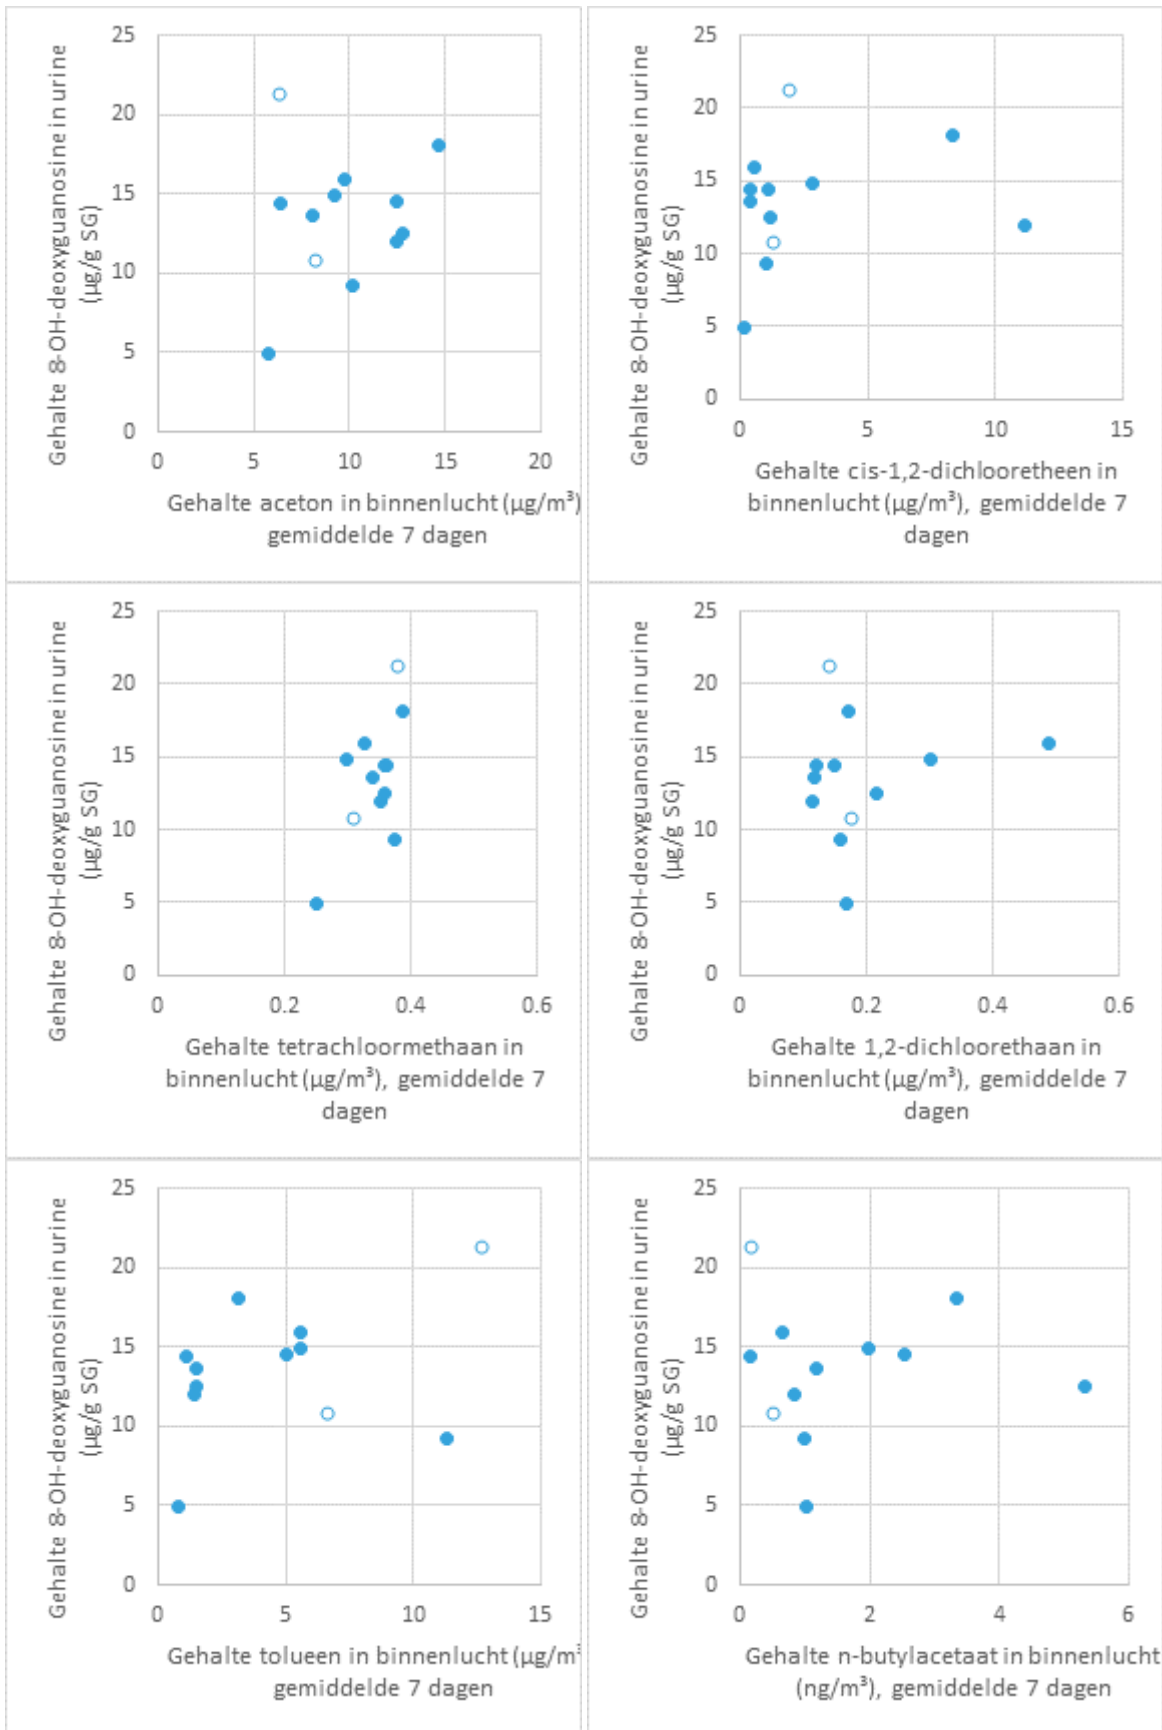 Gehalte 8-OH-deoxyguanosine in urine
(µg/g SG)
25
20
15
10
5
0
0 5 10 15 20
Gehalte aceton in binnenlucht (µg/m³)
gemiddelde 7 dagen
Gehalte 8-OH-deoxyguanosine in urine
(µg/g SG)
25
20
15
10
5
0
0 5 10 15
Gehalte cis-1,2-dichlooretheen in
binnenlucht (µg/m³), gemiddelde 7
dagen
Gehalte 8-OH-deoxyguanosine in urine
(µg/g SG)
25
20
15
10
5
0
0 0.2 0.4 0.6
Gehalte tetrachloormethaan in
binnenlucht (µg/m³), gemiddelde 7
dagen
Gehalte 8-OH-deoxyguanosine in urine
(µg/g SG)
25
20
15
10
5
0
0 0.2 0.4 0.6
Gehalte 1,2-dichloorethaan in
binnenlucht (µg/m³), gemiddelde 7
dagen
Gehalte 8-OH-deoxyguanosine in urine
(µg/g SG)
25
20
15
10
5
0
0 5 10 15
Gehalte tolueen in binnenlucht (µg/m³
gemiddelde 7 dagen
Gehalte 8-OH-deoxyguanosine in urine
(µg/g SG)
25
20
15
10
5
0
0 2 4 6
Gehalte n-butylacetaat in binnenlucht
(ng/m³), gemiddelde 7 dagen